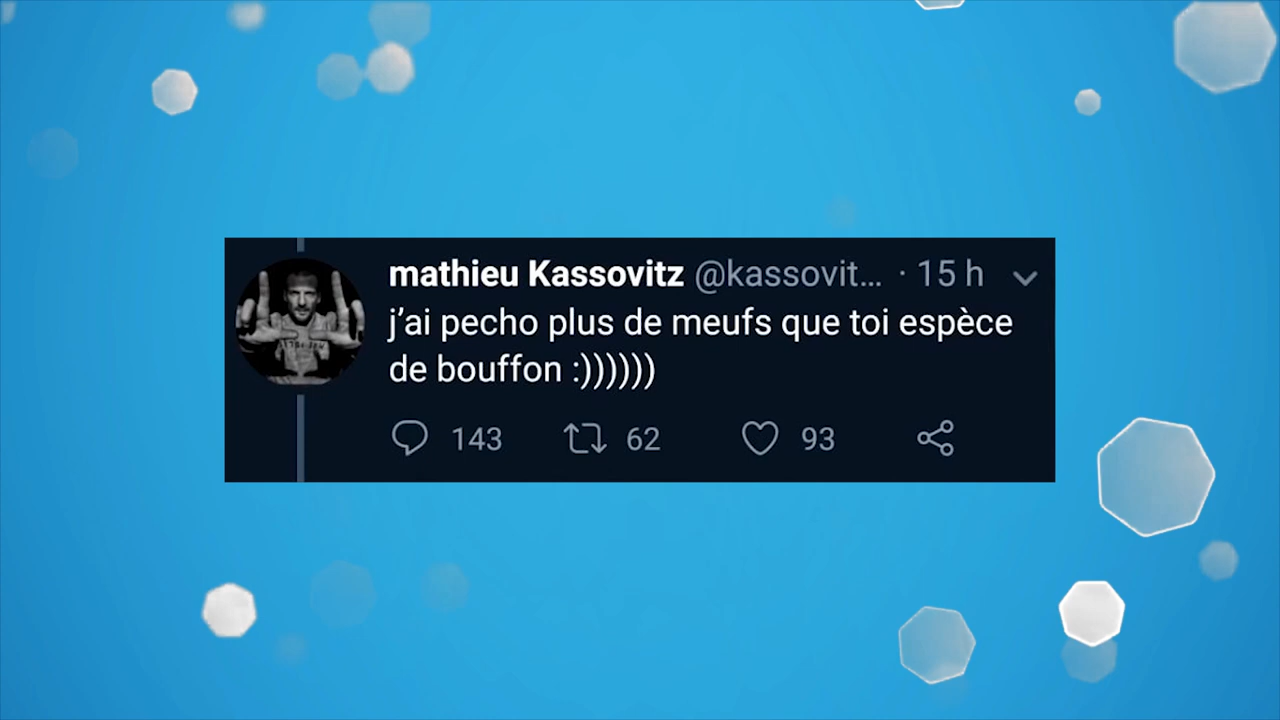 mathieu Kassovitz @kassovit... · 15 h
j’ai pecho plus de meufs que toi espèce
de bouffon :))))))
143 62 93